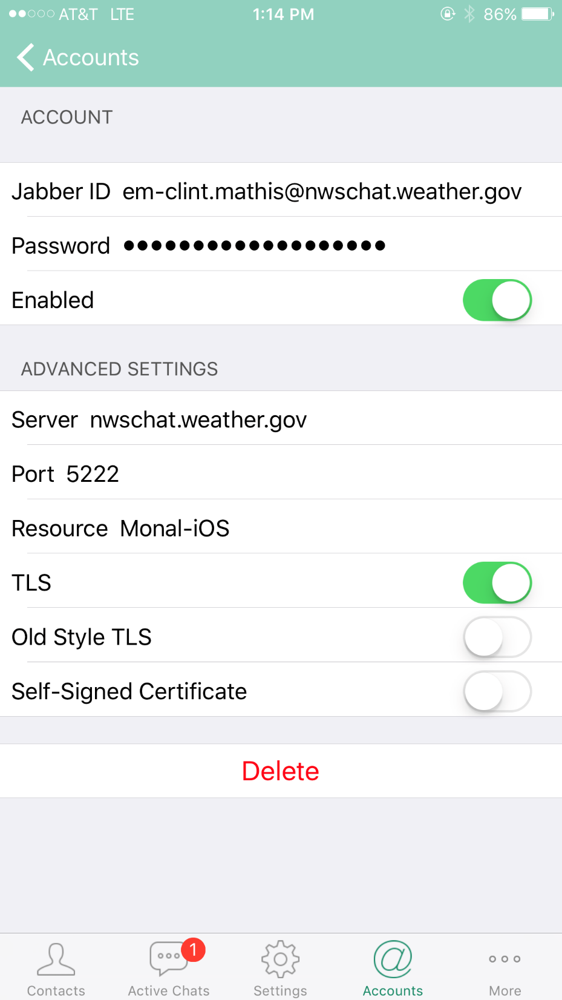 AT&T LTE 1:14 PM 86%
Accounts
ACCOUNT
Jabber ID em-clint.mathis@nwschat.weather.gov
Password ●●●●●●●●●●●●●●●●●●●
Enabled
ADVANCED SETTINGS
Server nwschat.weather.gov
Port 5222
Resource Monal-iOS
TLS
Old Style TLS
Self-Signed Certificate
Delete
1
Contacts Active Chats Settings Accounts More